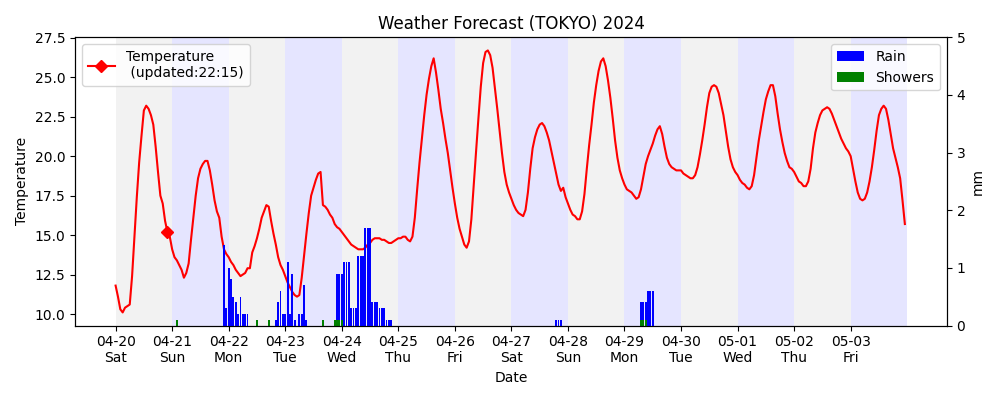 Weather Forecast (TOKYO) 2024
Temperature
(updated:22:15)
Rain
Showers
27.5
25.0
22.5
20.0
17.5
15.0
12.5
10.0
Temperature
5
4
3
2
1
0
mm
04-20 04-21 04-22 04-23 04-24 04-25 04-26 04-27 04-28 04-29 04-30 05-01 05-02 05-03
Sat Sun Mon Tue Wed Thu Fri Sat Sun Mon Tue Wed Thu Fri
Date